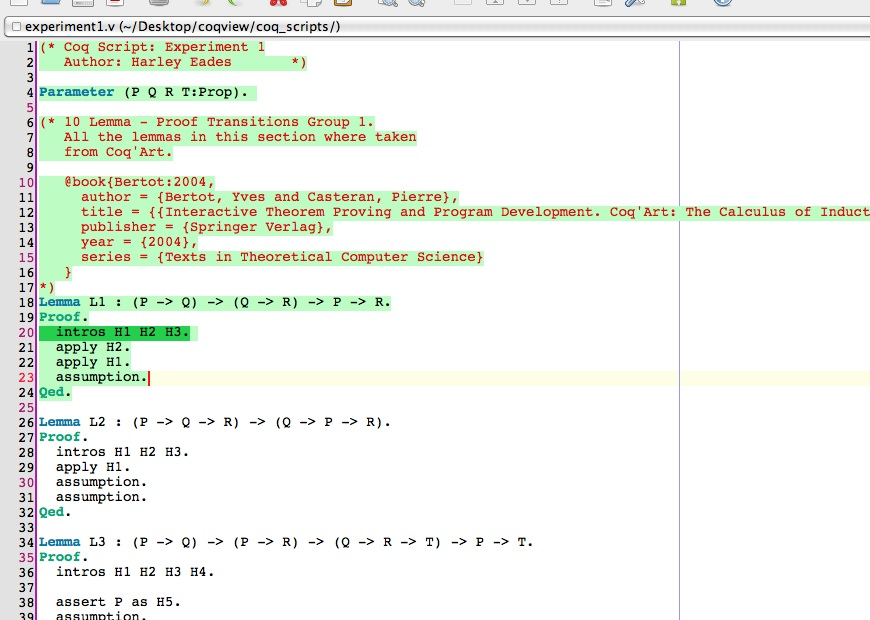 experiment1.v (~/Desktop/coqview/coq_scripts/)
1 (* Coq Script: Experiment 1
2    Author: Harley Eades       *)
3
4 Parameter (P Q R T:Prop).
5
6 (* 10 Lemma - Proof Transitions Group 1.
7    All the lemmas in this section where taken
8    from Coq'Art.
9
10    @book{Bertot:2004,
11      author = {Bertot, Yves and Casteran, Pierre},
12      title = {{Interactive Theorem Proving and Program Development. Coq'Art: The Calculus of Induct
13      publisher = {Springer Verlag},
14      year = {2004},
15      series = {Texts in Theoretical Computer Science}
16    }
17 *)
18 Lemma L1 : (P -> Q) -> (Q -> R) -> P -> R.
19 Proof.
20   intros H1 H2 H3.
21   apply H2.
22   apply H1.
23   assumption.
24 Qed.
25
26 Lemma L2 : (P -> Q -> R) -> (Q -> P -> R).
27 Proof.
28   intros H1 H2 H3.
29   apply H1.
30   assumption.
31   assumption.
32 Qed.
33
34 Lemma L3 : (P -> Q) -> (P -> R) -> (Q -> R -> T) -> P -> T.
35 Proof.
36   intros H1 H2 H3 H4.
37
38   assert P as H5.
39   assumption.